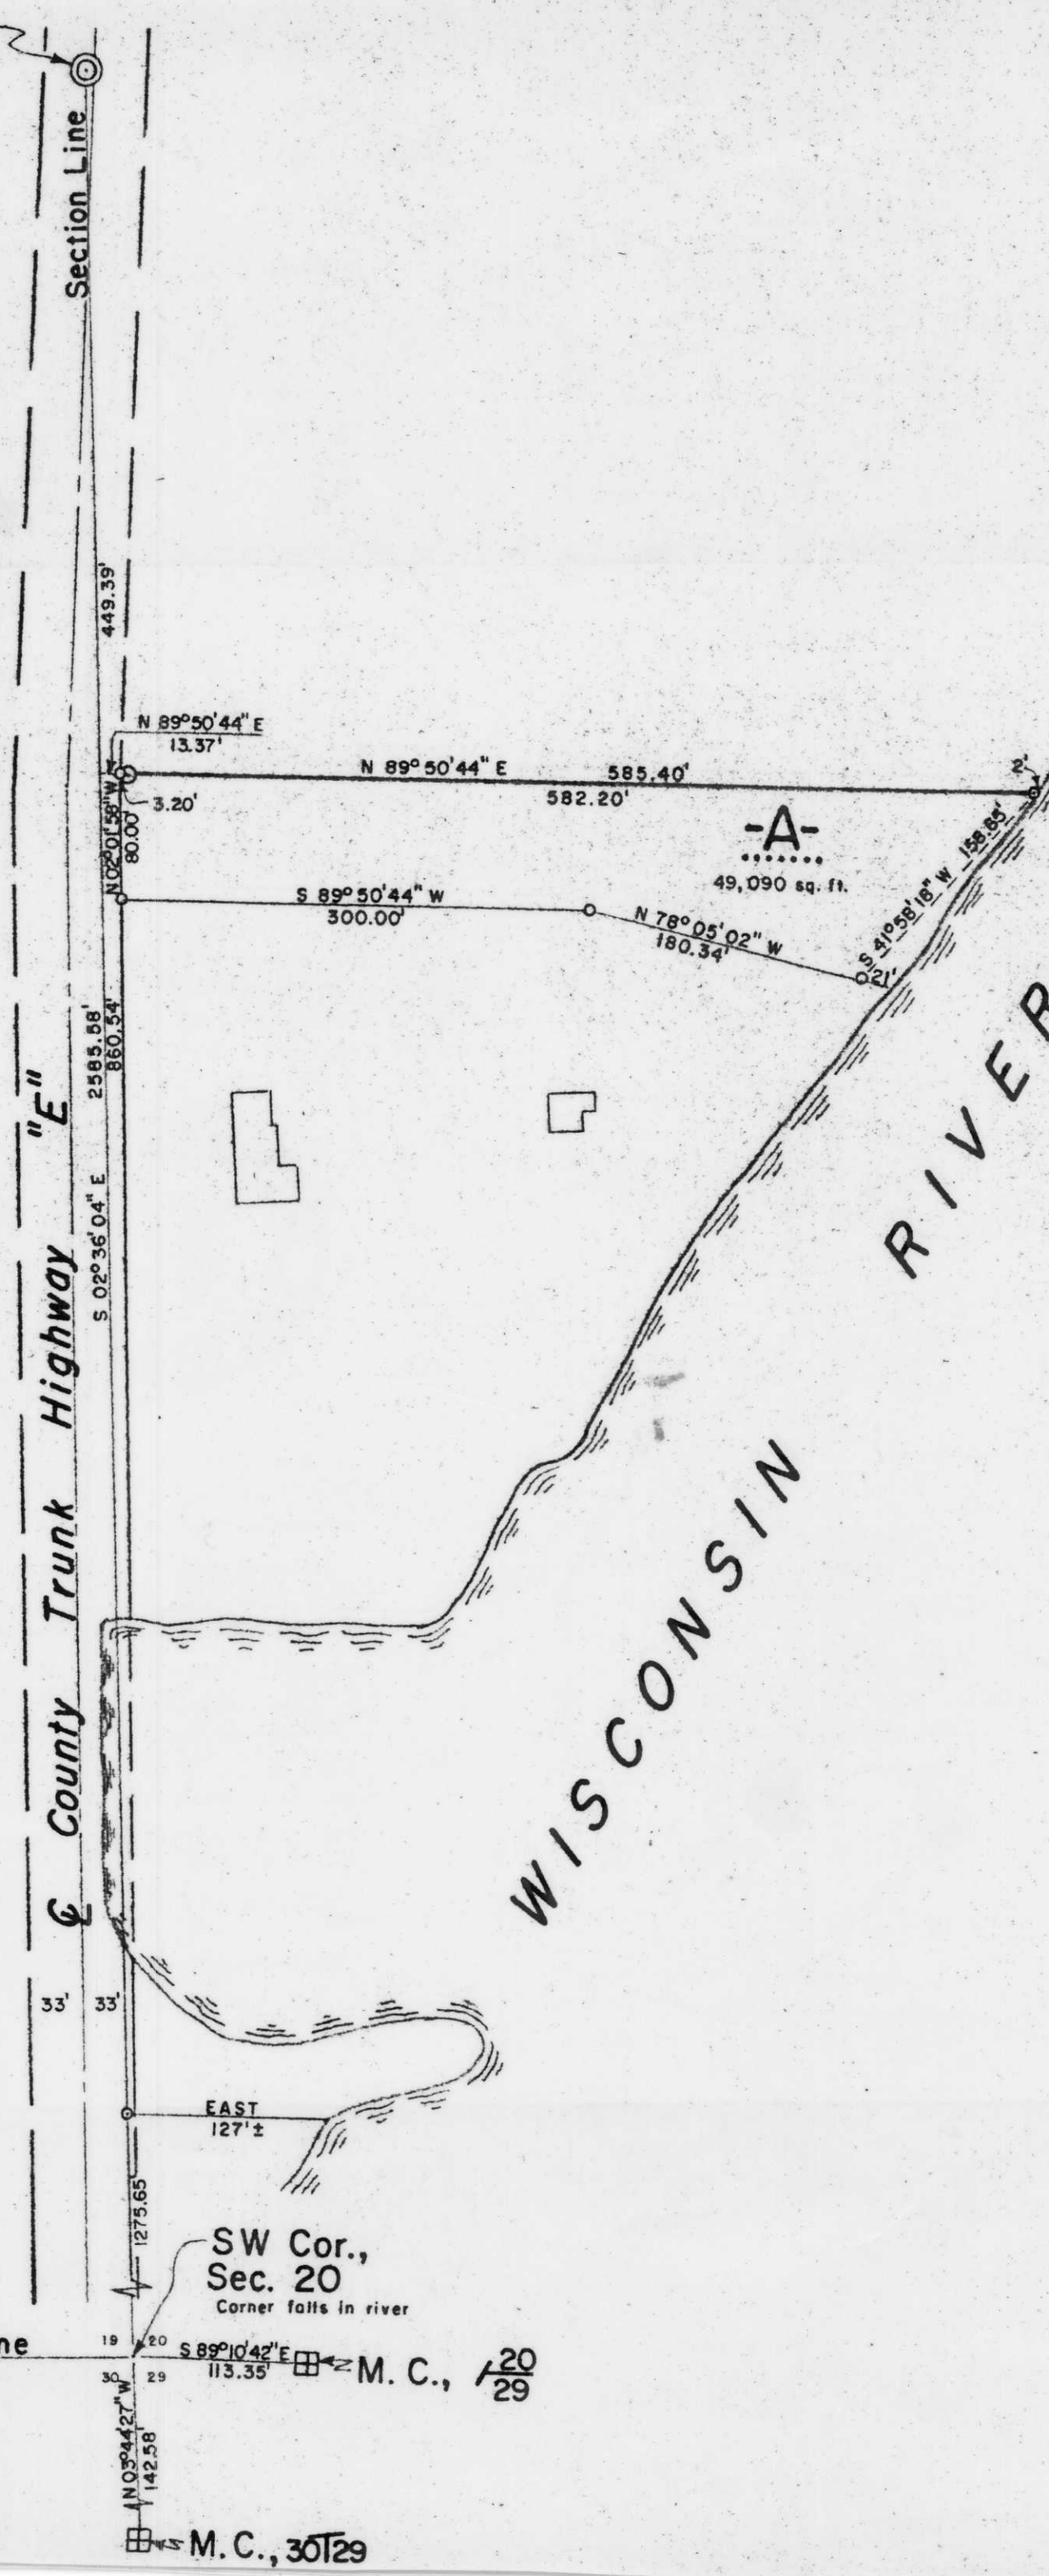 Section Line
449.39'
N 89°50'44" E
13.37'
N 89°50'44" E 585.40'
582.20'
2'
3.20'
N 02°01'58" W
80.00'
-A-
49,090 sq. ft.
S 41°58'18" W 158.85'
S 89°50'44" W
300.00'
N 78°05'02" W
180.34'
21'
2585.58'
860.54'
S 02°36'04" E
℄ County Trunk Highway "E"
WISCONSIN RIVER
33' 33'
EAST
127'±
1275.65'
SW Cor.,
Sec. 20
Corner falls in river
ne
19 20
30 29
S 89°10'42" E
113.35'
M. C., 20
29
N 03°44'27" W
142.58'
M. C., 30 29